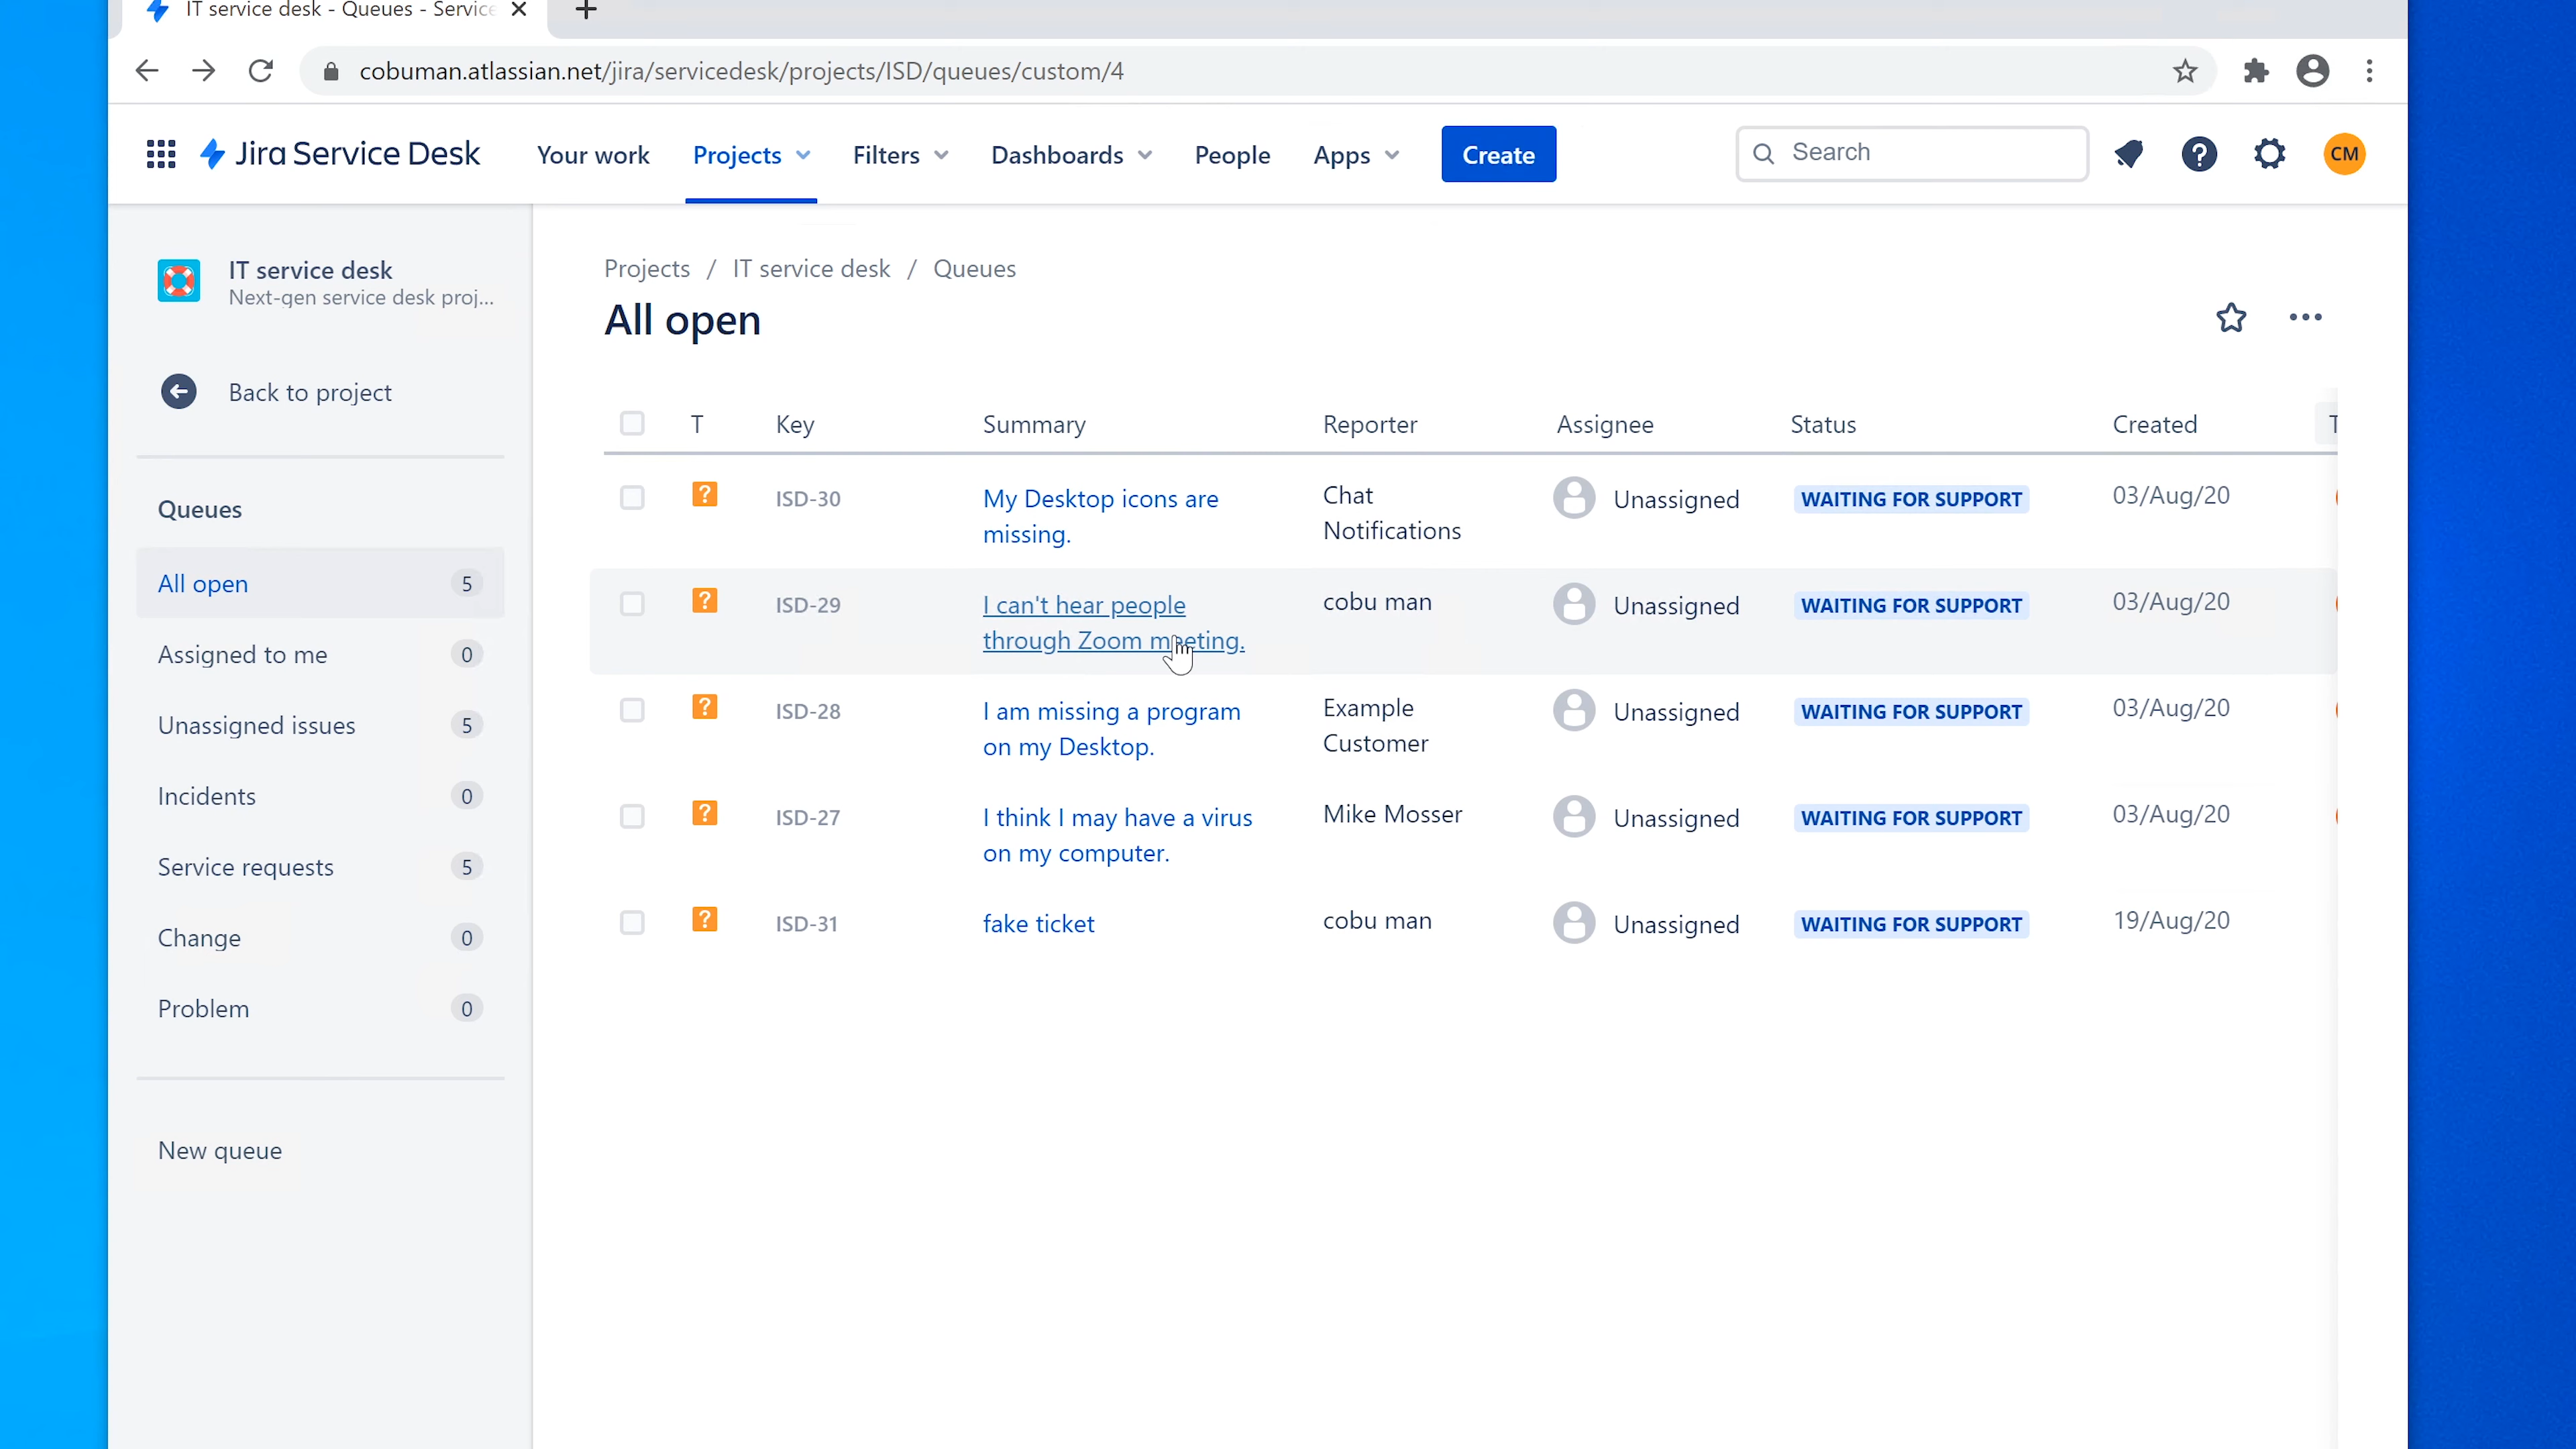 IT service desk - Queues - Service
cobuman.atlassian.net/jira/servicedesk/projects/ISD/queues/custom/4
Jira Service Desk Your work Projects Filters Dashboards People Apps Create Search CM
IT service desk
Next-gen service desk proj...
Back to project
Queues
All open 5
Assigned to me 0
Unassigned issues 5
Incidents 0
Service requests 5
Change 0
Problem 0
New queue
Projects / IT service desk / Queues
All open
T Key Summary Reporter Assignee Status Created T
ISD-30 My Desktop icons are missing. Chat Notifications Unassigned WAITING FOR SUPPORT 03/Aug/20
ISD-29 I can't hear people through Zoom meeting. cobu man Unassigned WAITING FOR SUPPORT 03/Aug/20
ISD-28 I am missing a program on my Desktop. Example Customer Unassigned WAITING FOR SUPPORT 03/Aug/20
ISD-27 I think I may have a virus on my computer. Mike Mosser Unassigned WAITING FOR SUPPORT 03/Aug/20
ISD-31 fake ticket cobu man Unassigned WAITING FOR SUPPORT 19/Aug/20